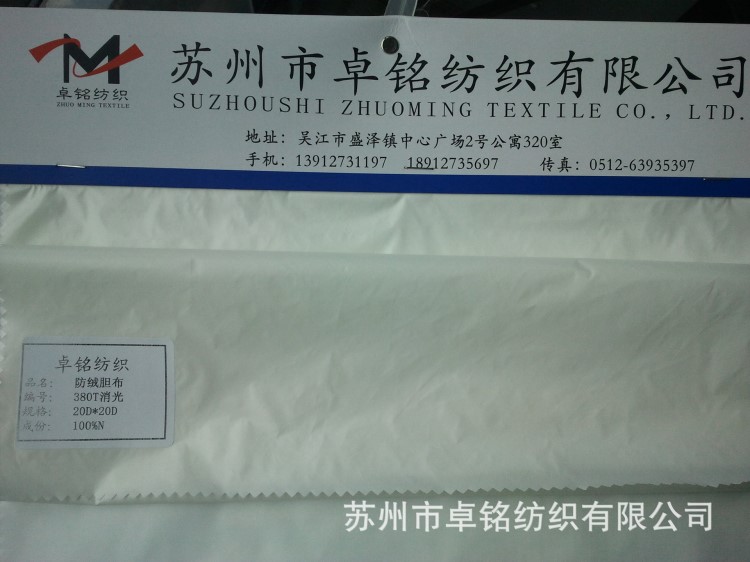 M
卓铭纺织
ZHUO MING TEXTILE
苏州市卓铭纺织有限公司
SUZHOUSHI ZHUOMING TEXTILE CO., LTD.
地址: 吴江市盛泽镇中心广场2号公寓320室
手机: 13912731197 18912735697 传真: 0512-63935397
卓铭纺织
品名: 防绒胆布
编号: 380T消光
规格: 20D*20D
成份: 100%N
苏州市卓铭纺织有限公司